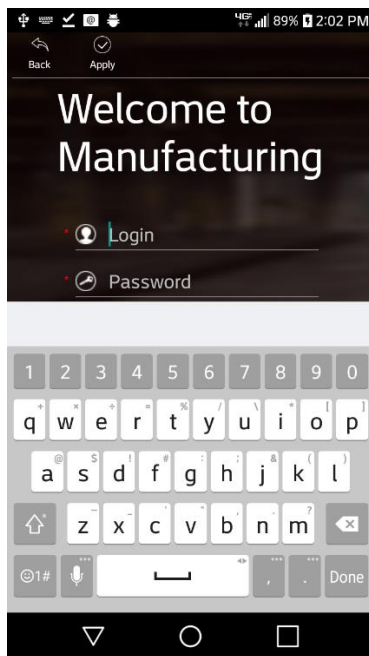 4G 89% 2:02 PM
Back Apply
Welcome to
Manufacturing
* Login
* Password
1 2 3 4 5 6 7 8 9 0
+ × ÷ = % / \ * [ ]
q w e r t y u i o p
@ $ ! # : ; & ( )
a s d f g h j k l
z x c v b n m
☺1# , . Done